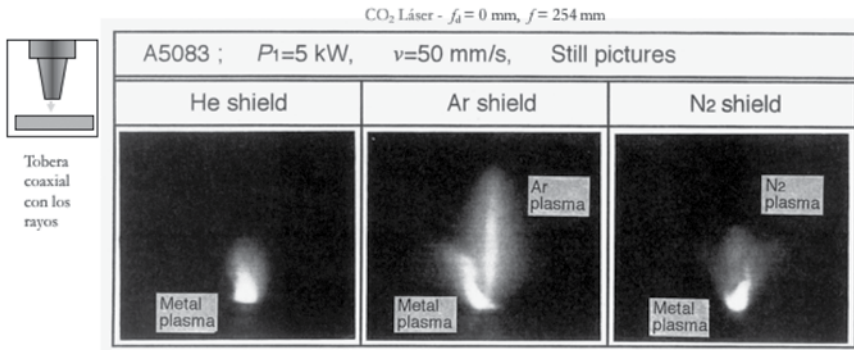 CO₂ Láser - fd = 0 mm, f = 254 mm
A5083 ; P1=5 kW, v=50 mm/s, Still pictures
He shield Ar shield N2 shield
Tobera
coaxial
con los
rayos
Metal
plasma
Ar
plasma
Metal
plasma
N2
plasma
Metal
plasma